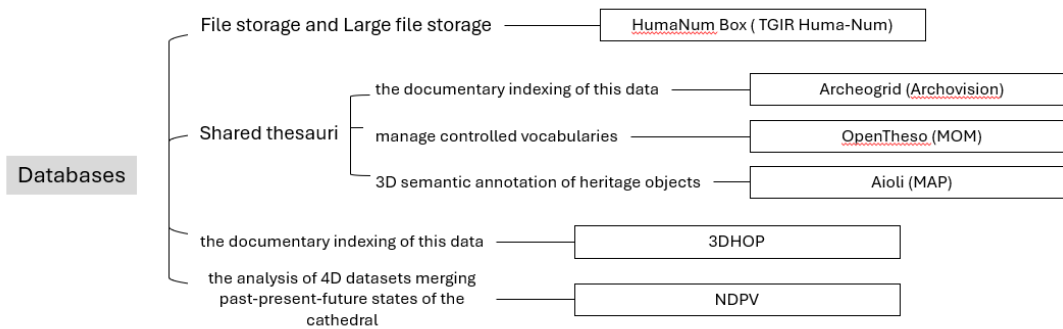 File storage and Large file storage
HumaNum Box ( TGIR Huma-Num)
the documentary indexing of this data
Archeogrid (Archovision)
Shared thesauri
manage controlled vocabularies
OpenTheso (MOM)
Databases
3D semantic annotation of heritage objects
Aioli (MAP)
the documentary indexing of this data
3DHOP
the analysis of 4D datasets merging
past-present-future states of the
cathedral
NDPV